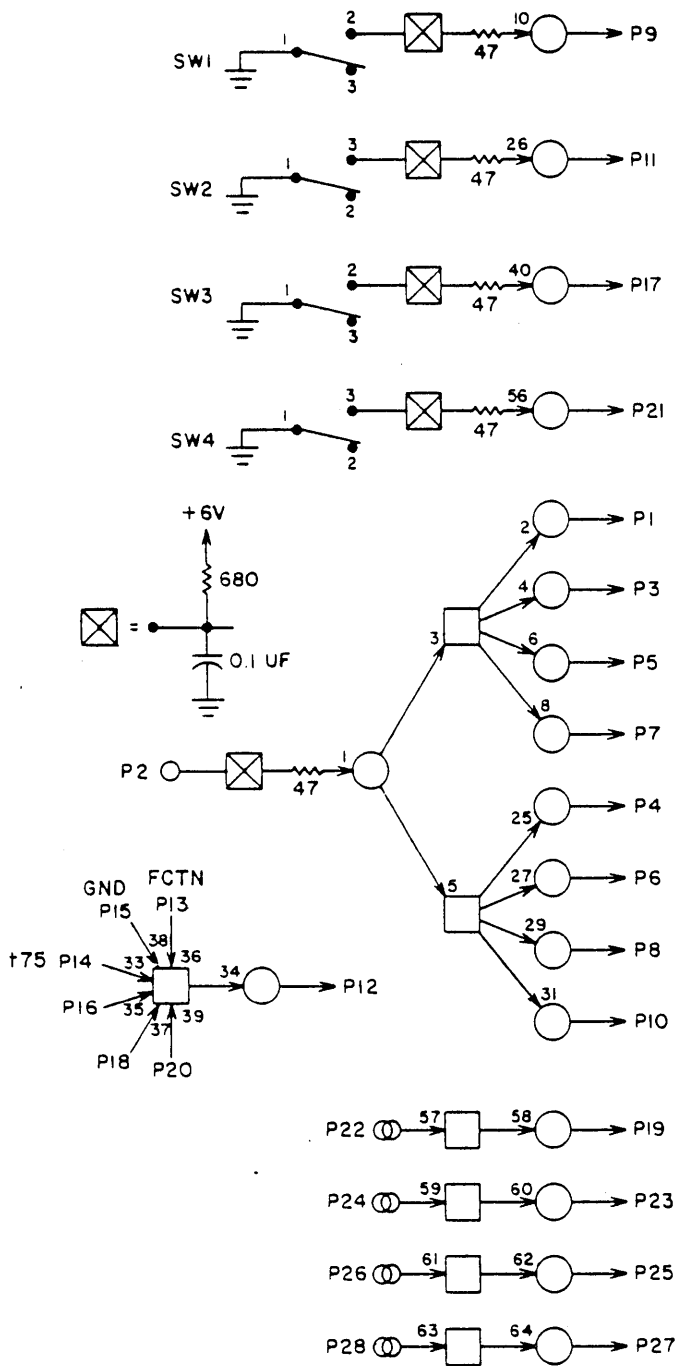 2 10 P9
SW1 1 47
3
3 26 P11
SW2 1 47
2
2 40 P17
SW3 1 47
3
3 56 P21
SW4 1 47
2
+6V
680
= 0.1 UF
2 P1
4 P3
3 6 P5
8 P7
P2 47 1
25 P4
5 27 P6
29 P8
31 P10
GND FCTN
P15 P13
38 36
†75 P14 33 34 P12
P16 35 39
37
P18 P20
P22 57 58 P19
P24 59 60 P23
P26 61 62 P25
P28 63 64 P27